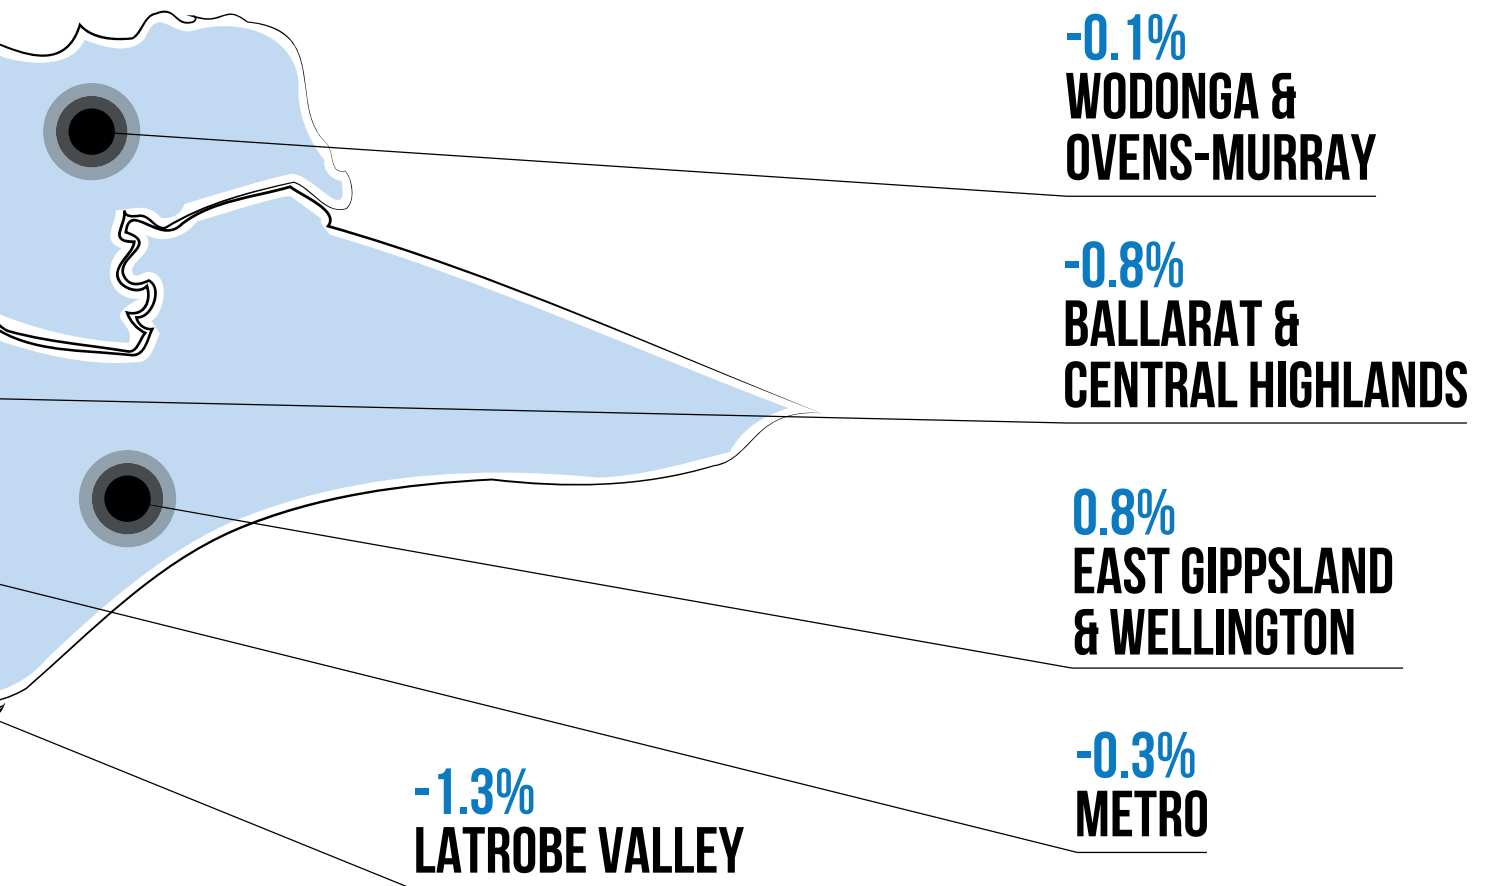 -0.1%
WODONGA &
OVENS-MURRAY
-0.8%
BALLARAT &
CENTRAL HIGHLANDS
0.8%
EAST GIPPSLAND
& WELLINGTON
-0.3%
METRO
-1.3%
LATROBE VALLEY